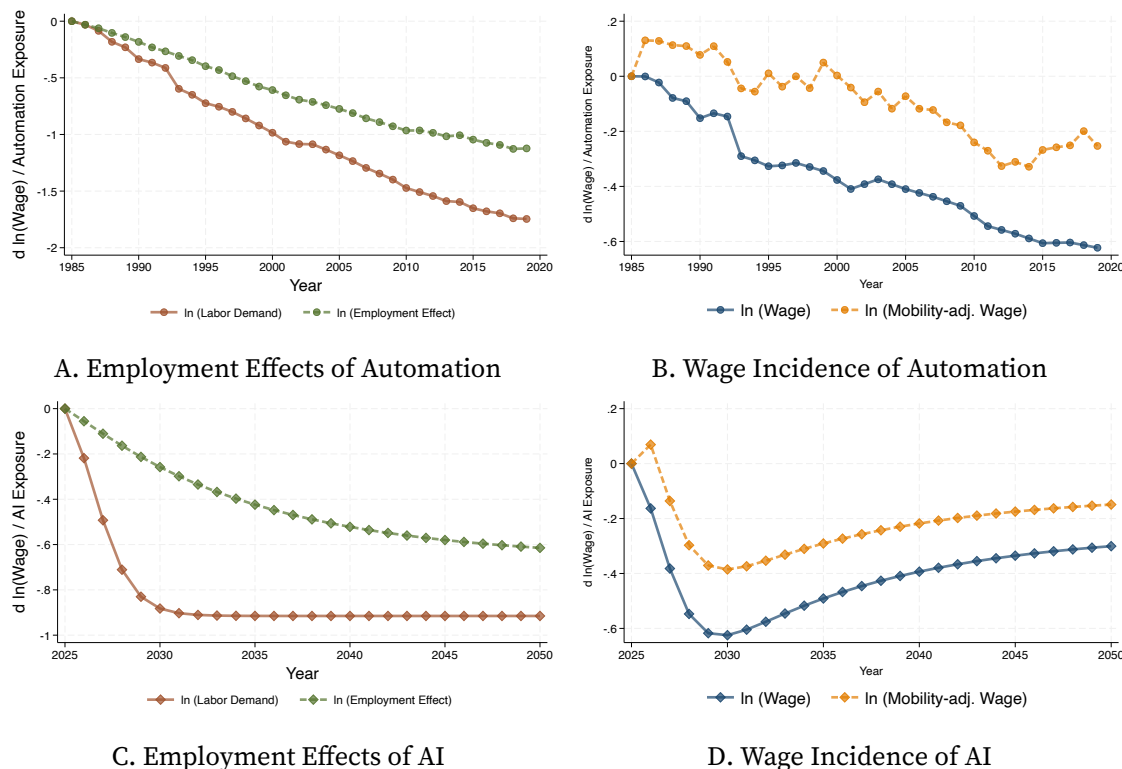 d ln(Wage) / Automation Exposure
0
-.5
-1
-1.5
-2
1985 1990 1995 2000 2005 2010 2015 2020
Year
ln (Labor Demand) ln (Employment Effect)
A. Employment Effects of Automation
d ln(Wage) / Automation Exposure
.2
0
-.2
-.4
-.6
1985 1990 1995 2000 2005 2010 2015 2020
Year
ln (Wage) ln (Mobility-adj. Wage)
B. Wage Incidence of Automation
d ln(Wage) / AI Exposure
0
-.2
-.4
-.6
-.8
-1
2025 2030 2035 2040 2045 2050
Year
ln (Labor Demand) ln (Employment Effect)
C. Employment Effects of AI
d ln(Wage) / AI Exposure
.2
0
-.2
-.4
-.6
2025 2030 2035 2040 2045 2050
Year
ln (Wage) ln (Mobility-adj. Wage)
D. Wage Incidence of AI